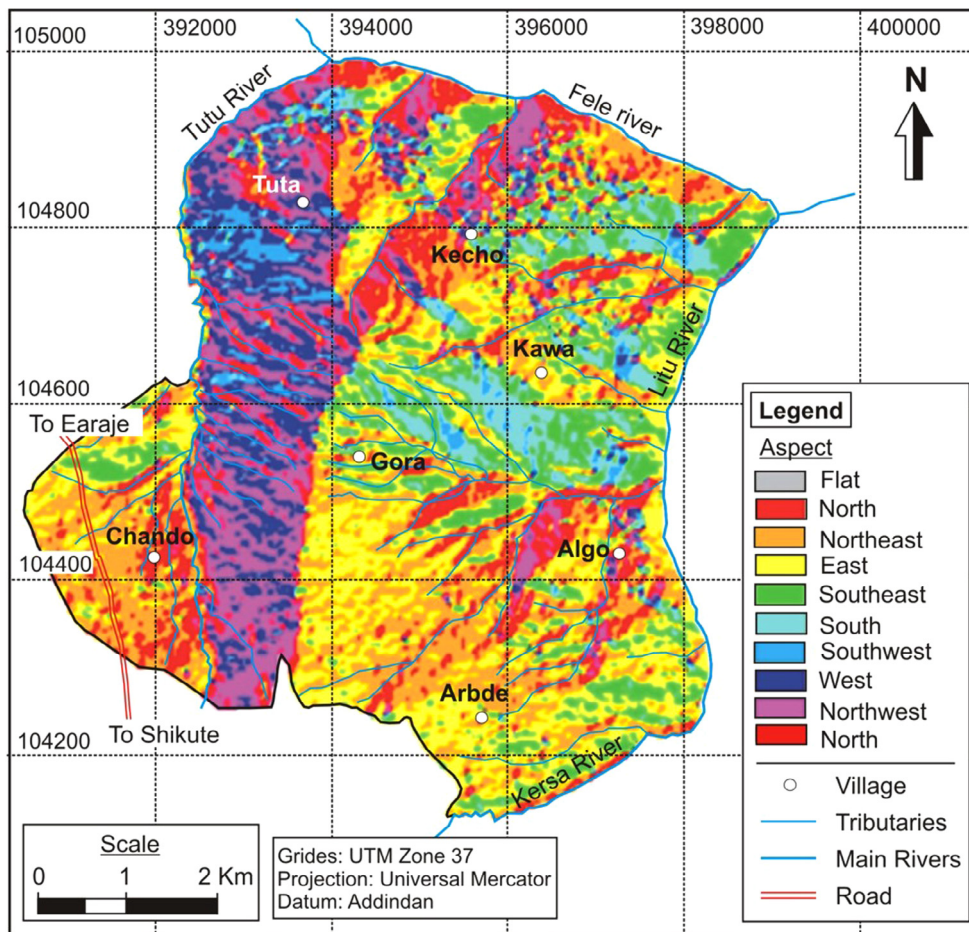 105000
392000
394000
396000
398000
400000
N
Tutu River
Fele river
Tuta
104800
Kecho
Kawa
Litu River
104600
To Earaje
Gora
Chando
Algo
104400
Arbde
To Shikute
104200
Kersa River
Legend
Aspect
Flat
North
Northeast
East
Southeast
South
Southwest
West
Northwest
North
Village
Tributaries
Main Rivers
Road
Scale
0 1 2 Km
Grides: UTM Zone 37
Projection: Universal Mercator
Datum: Addindan